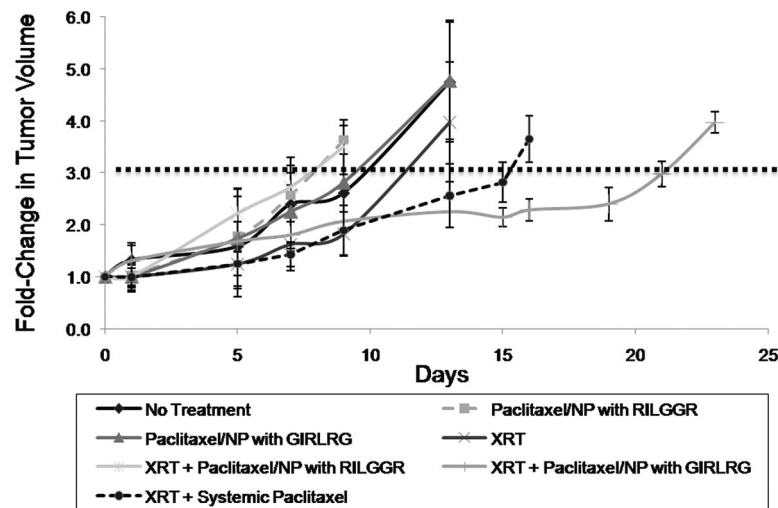 Fold-Change in Tumor Volume
6.0
5.0
4.0
3.0
2.0
1.0
0.0
0 5 10 15 20 25
Days
No Treatment
Paclitaxel/NP with RILGGR
Paclitaxel/NP with GIRLRG
XRT
XRT + Paclitaxel/NP with RILGGR
XRT + Paclitaxel/NP with GIRLRG
XRT + Systemic Paclitaxel